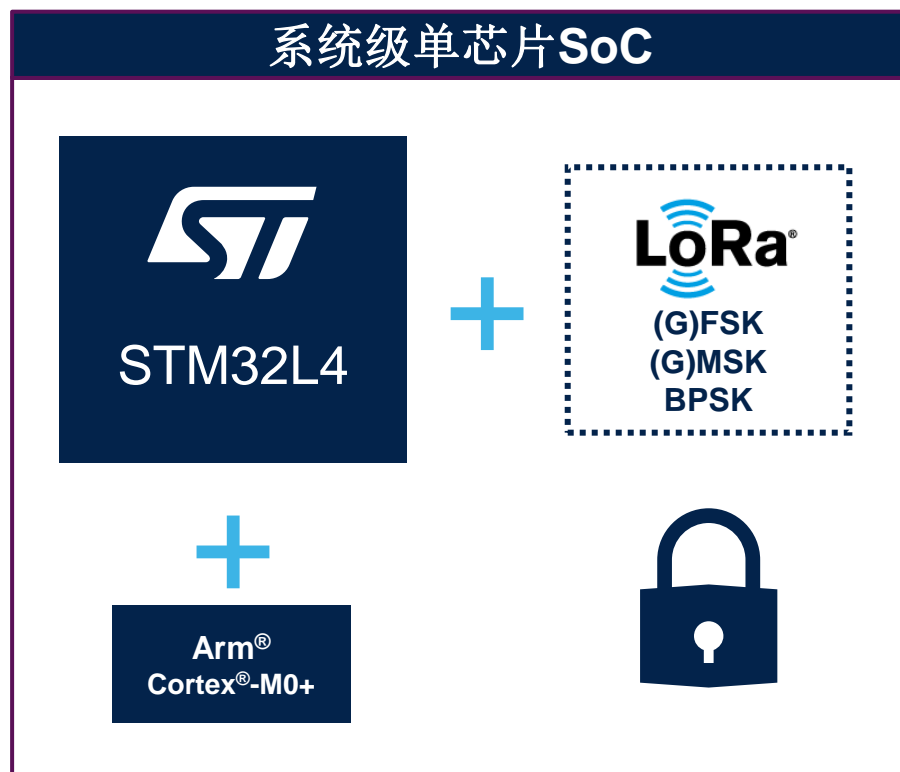 系统级单芯片SoC
ST
STM32L4
LoRa®
(G)FSK
(G)MSK
BPSK
Arm®
Cortex®-M0+